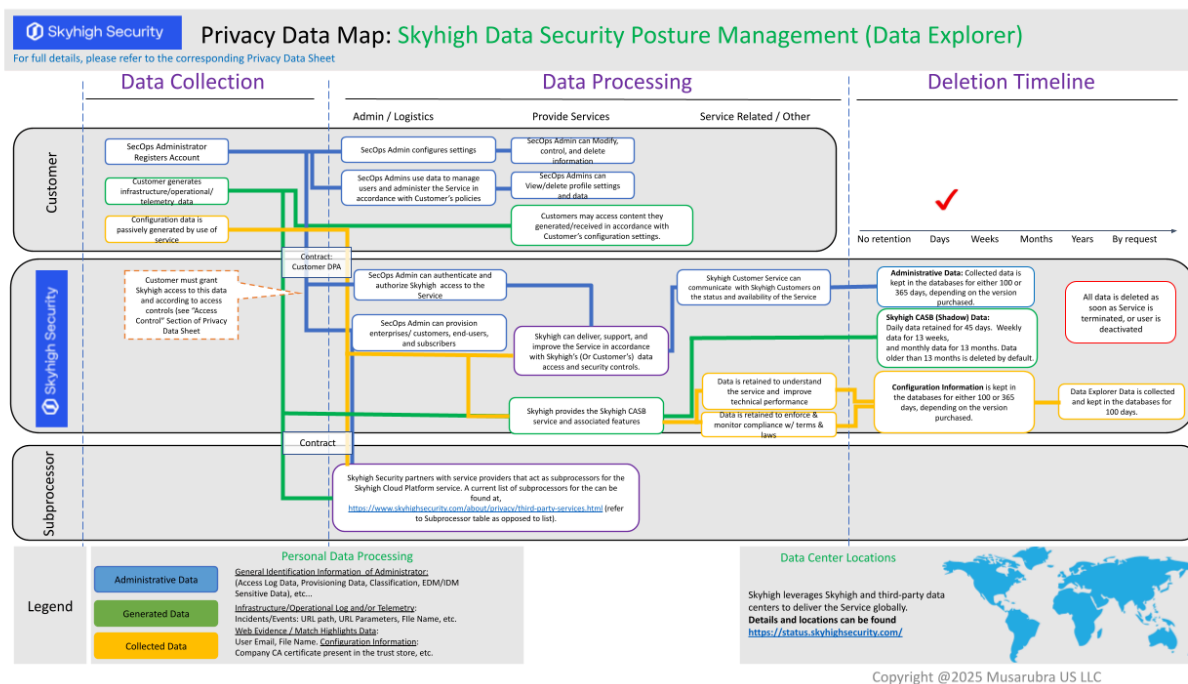 Skyhigh Security
Privacy Data Map: Skyhigh Data Security Posture Management (Data Explorer)
For full details, please refer to the corresponding Privacy Data Sheet
Data Collection
Data Processing
Deletion Timeline
Admin / Logistics
Provide Services
Service Related / Other
Customer
SecOps Administrator
Registers Account
SecOps Admin configures settings
SecOps Admin can Modify,
control, and delete
information
Customer generates
infrastructure/operational/
telemetry data
SecOps Admins use data to manage
users and administer the Service in
accordance with Customer's policies
SecOps Admins can
View/delete profile settings
and data
Configuration data is
passively generated by use of
service
Customers may access content they
generated/received in accordance with
Customer's configuration settings.
No retention
Days
Weeks
Months
Years
By request
Contract:
Customer DPA
Skyhigh Security
Customer must grant
Skyhigh access to this data
and according to access
controls (see "Access
Control" Section of Privacy
Data Sheet
SecOps Admin can authenticate and
authorize Skyhigh access to the
Service
SecOps Admin can provision
enterprises/ customers, end-users,
and subscribers
Skyhigh can deliver, support, and
improve the Service in accordance
with Skyhigh's (Or Customer's) data
access and security controls.
Skyhigh Customer Service can
communicate with Skyhigh Customers on
the status and availability of the Service
Administrative Data: Collected data is
kept in the databases for either 100 or
365 days, depending on the version
purchased.
Skyhigh CASB (Shadow) Data:
Daily data retained for 45 days. Weekly
data for 13 weeks,
and monthly data for 13 months. Data
older than 13 months is deleted by default.
All data is deleted as
soon as Service is
terminated, or user is
deactivated
Skyhigh provides the Skyhigh CASB
service and associated features
Data is retained to understand
the service and improve
technical performance
Data is retained to enforce &
monitor compliance w/ terms &
laws
Configuration Information is kept in
the databases for either 100 or 365
days, depending on the version
purchased.
Data Explorer Data is collected
and kept in the databases for
100 days.
Contract
Subprocessor
Skyhigh Security partners with service providers that act as subprocessors for the
Skyhigh Cloud Platform service. A current list of subprocessors for the can be
found at,
https://www.skyhighsecurity.com/about/privacy/third-party-services.html (refer
to Subprocessor table as opposed to list).
Legend
Personal Data Processing
Administrative Data
General Identification Information of Administrator:
(Access Log Data, Provisioning Data, Classification, EDM/IDM
Sensitive Data), etc...
Generated Data
Infrastructure/Operational Log and/or Telemetry:
Incidents/Events: URL path, URL Parameters, File Name, etc.
Collected Data
Web Evidence / Match Highlights Data:
User Email, File Name. Configuration Information:
Company CA certificate present in the trust store, etc.
Data Center Locations
Skyhigh leverages Skyhigh and third-party data
centers to deliver the Service globally.
Details and locations can be found
https://status.skyhighsecurity.com/
Copyright @2025 Musarubra US LLC